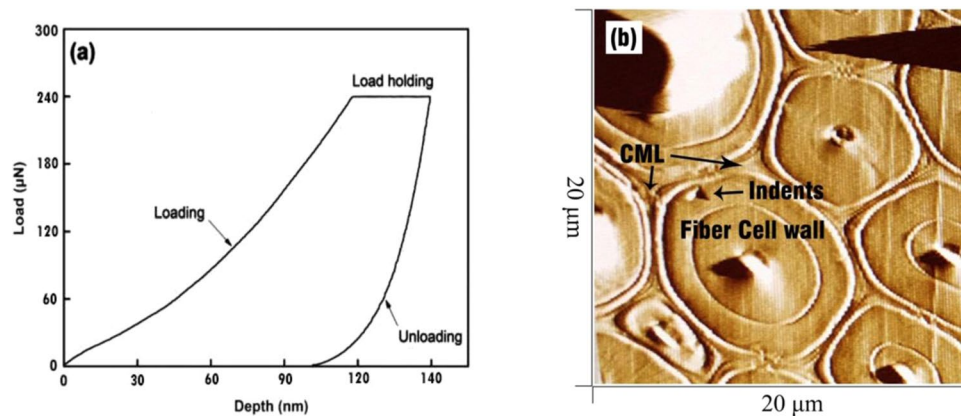 (a)
300
240
180
120
60
0
Load (µN)
Load holding
Loading
Unloading
0 30 60 90 120 140
Depth (nm)
(b)
CML
Indents
Fiber Cell wall
20 µm
20 µm